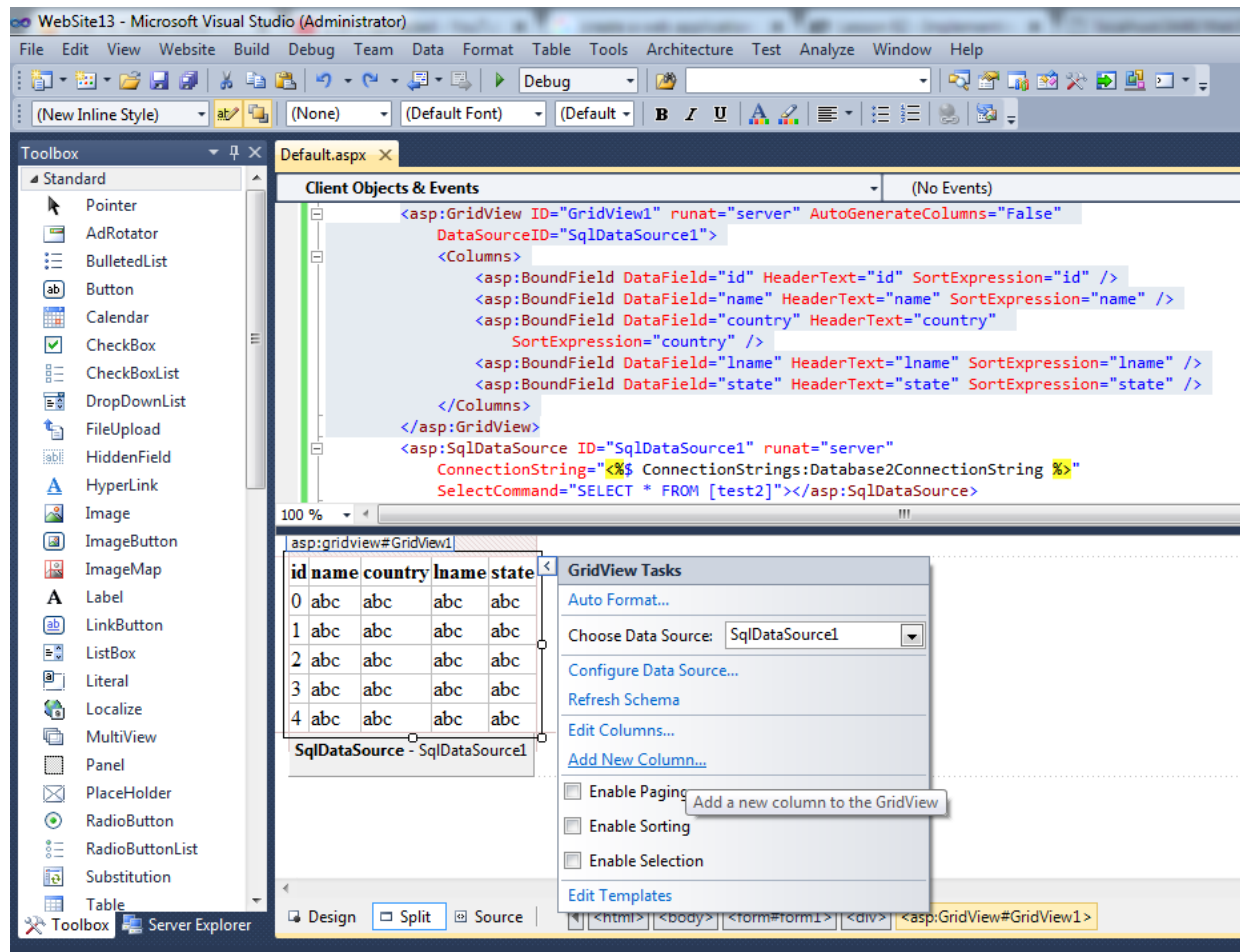 WebSite13 - Microsoft Visual Studio (Administrator)
File Edit View Website Build Debug Team Data Format Table Tools Architecture Test Analyze Window Help
Debug
(New Inline Style) (None) (Default Font) (Default B I U
Toolbox
Standard
Pointer
AdRotator
BulletedList
Button
Calendar
CheckBox
CheckBoxList
DropDownList
FileUpload
HiddenField
HyperLink
Image
ImageButton
ImageMap
Label
LinkButton
ListBox
Literal
Localize
MultiView
Panel
PlaceHolder
RadioButton
RadioButtonList
Substitution
Table
Toolbox Server Explorer
Default.aspx
Client Objects & Events (No Events)
<asp:GridView ID="GridView1" runat="server" AutoGenerateColumns="False"
DataSourceID="SqlDataSource1">
<Columns>
<asp:BoundField DataField="id" HeaderText="id" SortExpression="id" />
<asp:BoundField DataField="name" HeaderText="name" SortExpression="name" />
<asp:BoundField DataField="country" HeaderText="country"
SortExpression="country" />
<asp:BoundField DataField="lname" HeaderText="lname" SortExpression="lname" />
<asp:BoundField DataField="state" HeaderText="state" SortExpression="state" />
</Columns>
</asp:GridView>
<asp:SqlDataSource ID="SqlDataSource1" runat="server"
ConnectionString="<%$ ConnectionStrings:Database2ConnectionString %>"
SelectCommand="SELECT * FROM [test2]"></asp:SqlDataSource>
100 %
asp:gridview#GridView1
id name country lname state
0 abc abc abc abc
1 abc abc abc abc
2 abc abc abc abc
3 abc abc abc abc
4 abc abc abc abc
SqlDataSource - SqlDataSource1
GridView Tasks
Auto Format...
Choose Data Source: SqlDataSource1
Configure Data Source...
Refresh Schema
Edit Columns...
Add New Column...
Enable Paging
Add a new column to the GridView
Enable Sorting
Enable Selection
Edit Templates
Design Split Source <html> <body> <form#form1> <div> <asp:GridView#GridView1>